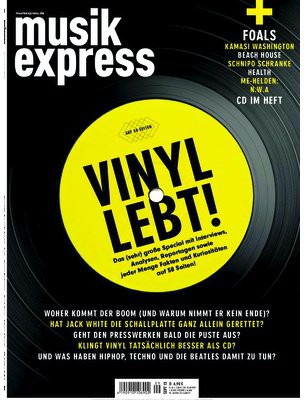 musik
express
FOALS
KAMASI WASHINGTON
BEACH HOUSE
SCHNIPO SCHRANKE
HEALTH
ME-HELDEN:
N.W.A
CD IM HEFT
AUF 58 SEITEN
VINYL
LEBT!
Das (sehr) große Special mit Interviews,
Analysen, Reportagen sowie
jeder Menge Fakten und Kuriositäten
auf 58 Seiten!
WOHER KOMMT DER BOOM (UND WARUM NIMMT ER KEIN ENDE)?
HAT JACK WHITE DIE SCHALLPLATTE GANZ ALLEIN GERETTET?
GEHT DEN PRESSWERKEN BALD DIE PUSTE AUS?
KLINGT VINYL TATSÄCHLICH BESSER ALS CD?
UND WAS HABEN HIPHOP, TECHNO UND DIE BEATLES DAMIT ZU TUN?